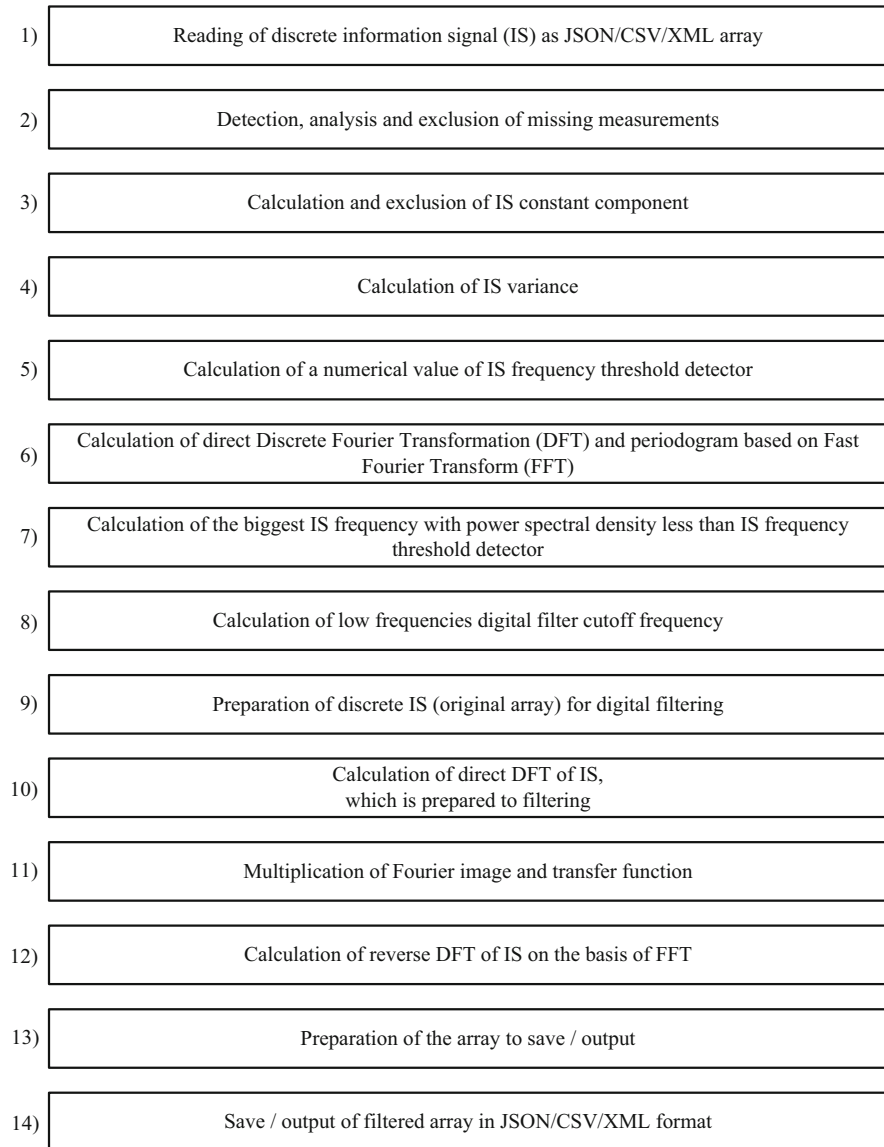 1) Reading of discrete information signal (IS) as JSON/CSV/XML array
2) Detection, analysis and exclusion of missing measurements
3) Calculation and exclusion of IS constant component
4) Calculation of IS variance
5) Calculation of a numerical value of IS frequency threshold detector
6) Calculation of direct Discrete Fourier Transformation (DFT) and periodogram based on Fast
Fourier Transform (FFT)
7) Calculation of the biggest IS frequency with power spectral density less than IS frequency
threshold detector
8) Calculation of low frequencies digital filter cutoff frequency
9) Preparation of discrete IS (original array) for digital filtering
10) Calculation of direct DFT of IS,
which is prepared to filtering
11) Multiplication of Fourier image and transfer function
12) Calculation of reverse DFT of IS on the basis of FFT
13) Preparation of the array to save / output
14) Save / output of filtered array in JSON/CSV/XML format